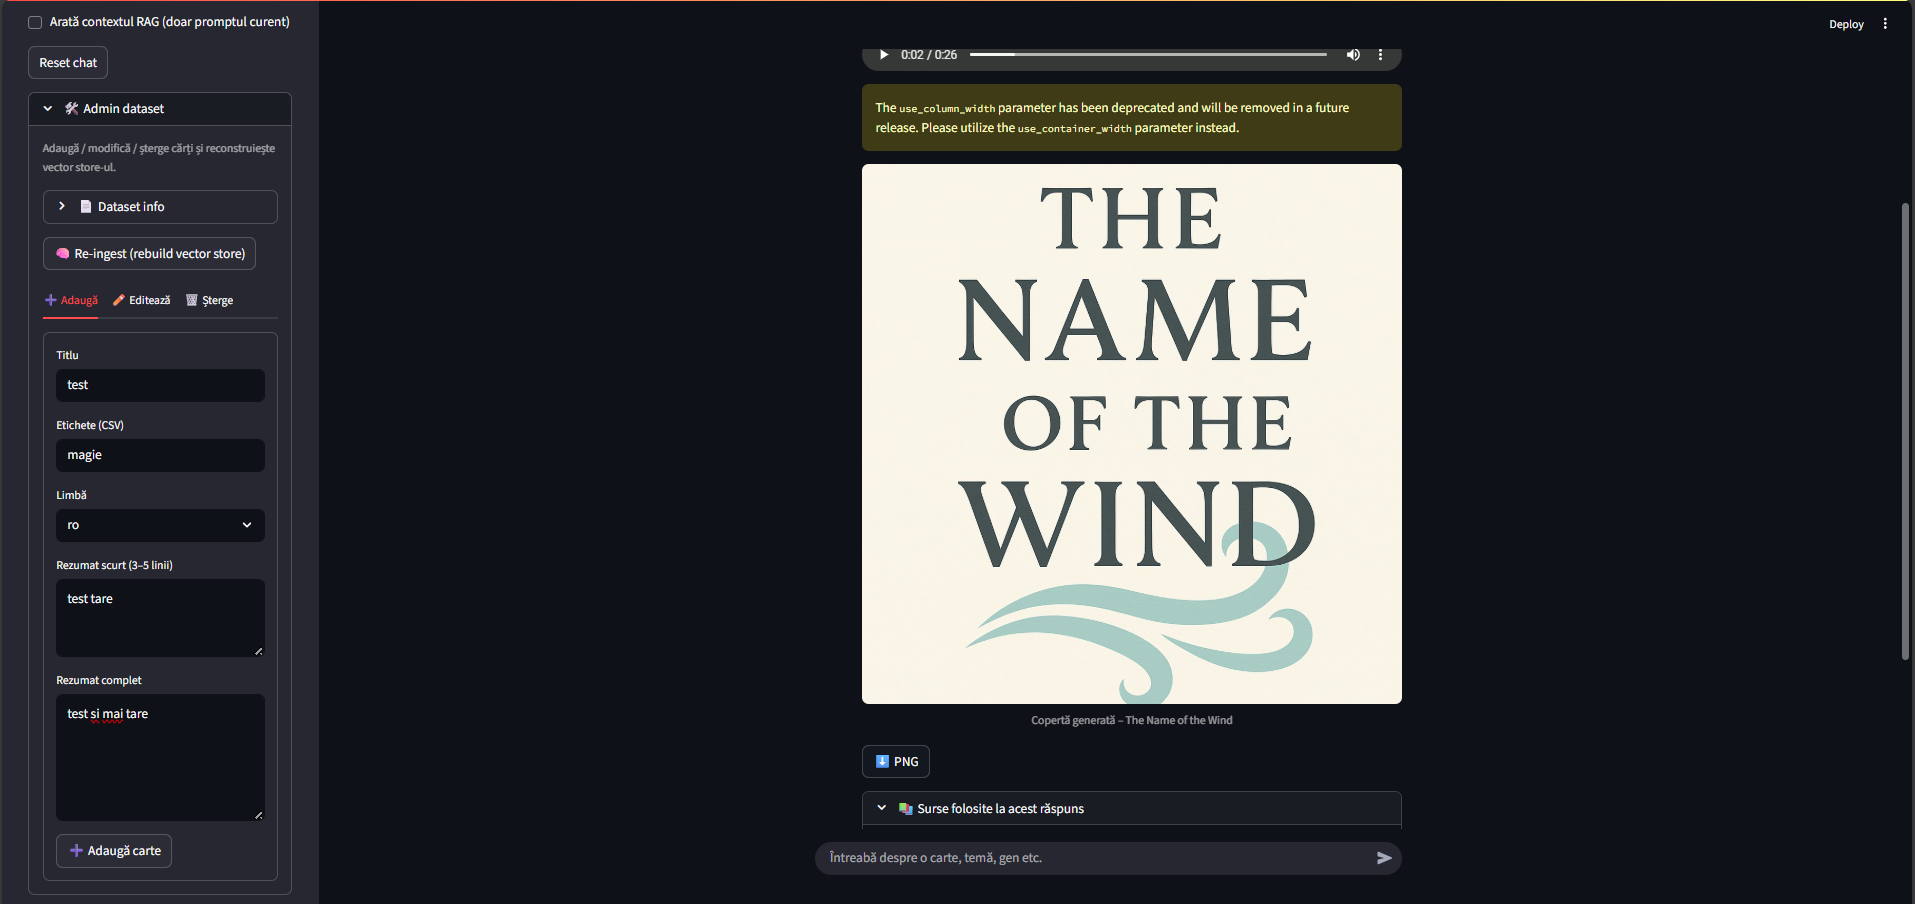 Arată contextul RAG (doar promptul curent)
Reset chat
🛠 Admin dataset
Adaugă / modifică / șterge cărți și reconstruiește
vector store-ul.
📄 Dataset info
🧠 Re-ingest (rebuild vector store)
➕ Adaugă ✏️ Editează 🗑 Șterge
Titlu
test
Etichete (CSV)
magie
Limbă
ro
Rezumat scurt (3–5 linii)
test tare
Rezumat complet
test si mai tare
➕ Adaugă carte
Deploy
0:02 / 0:26
The use_column_width parameter has been deprecated and will be removed in a future
release. Please utilize the use_container_width parameter instead.
THE
NAME
OF THE
WIND
Copertă generată – The Name of the Wind
⬇️ PNG
📚 Surse folosite la acest răspuns
Întreabă despre o carte, temă, gen etc.